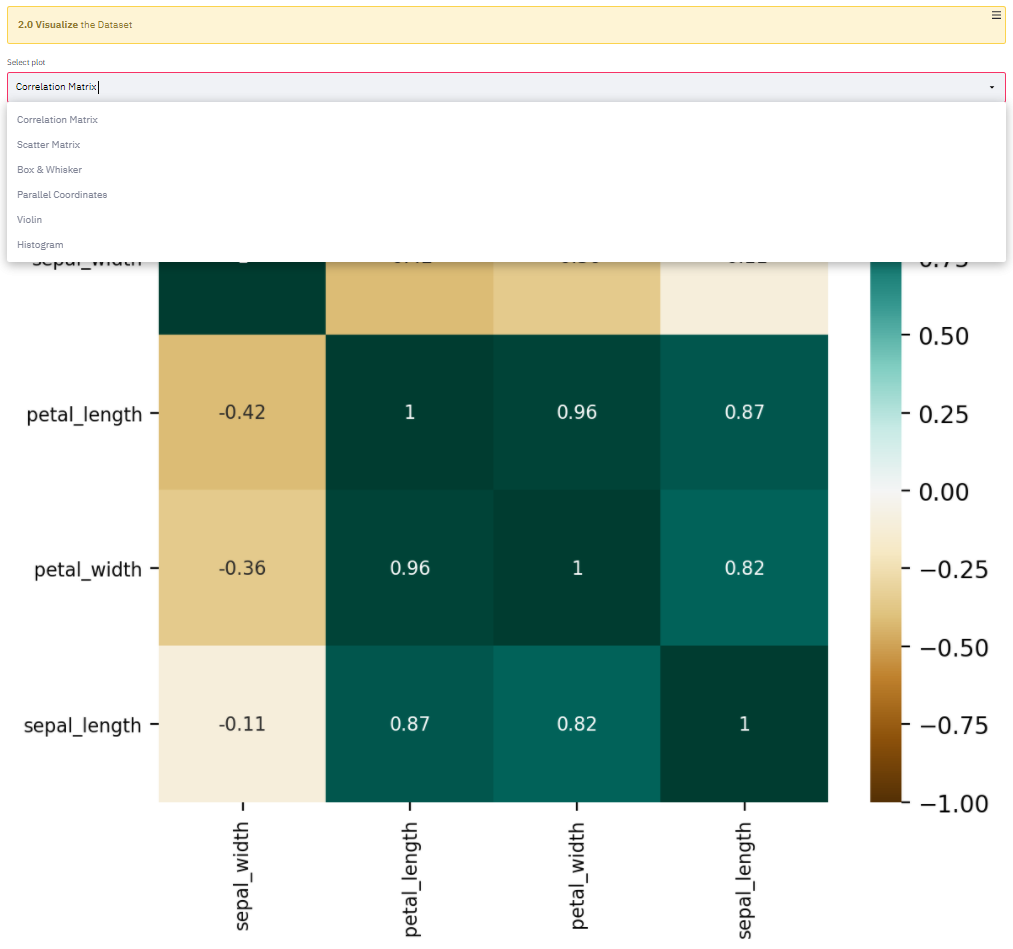 2.0 Visualize the Dataset
Select plot
Correlation Matrix
Correlation Matrix
Scatter Matrix
Box & Whisker
Parallel Coordinates
Violin
Histogram
sepal_width
0.75
0.50
petal_length -0.42 1 0.96 0.87
0.25
0.00
petal_width -0.36 0.96 1 0.82
−0.25
−0.50
sepal_length -0.11 0.87 0.82 1
−0.75
−1.00
sepal_width
petal_length
petal_width
sepal_length